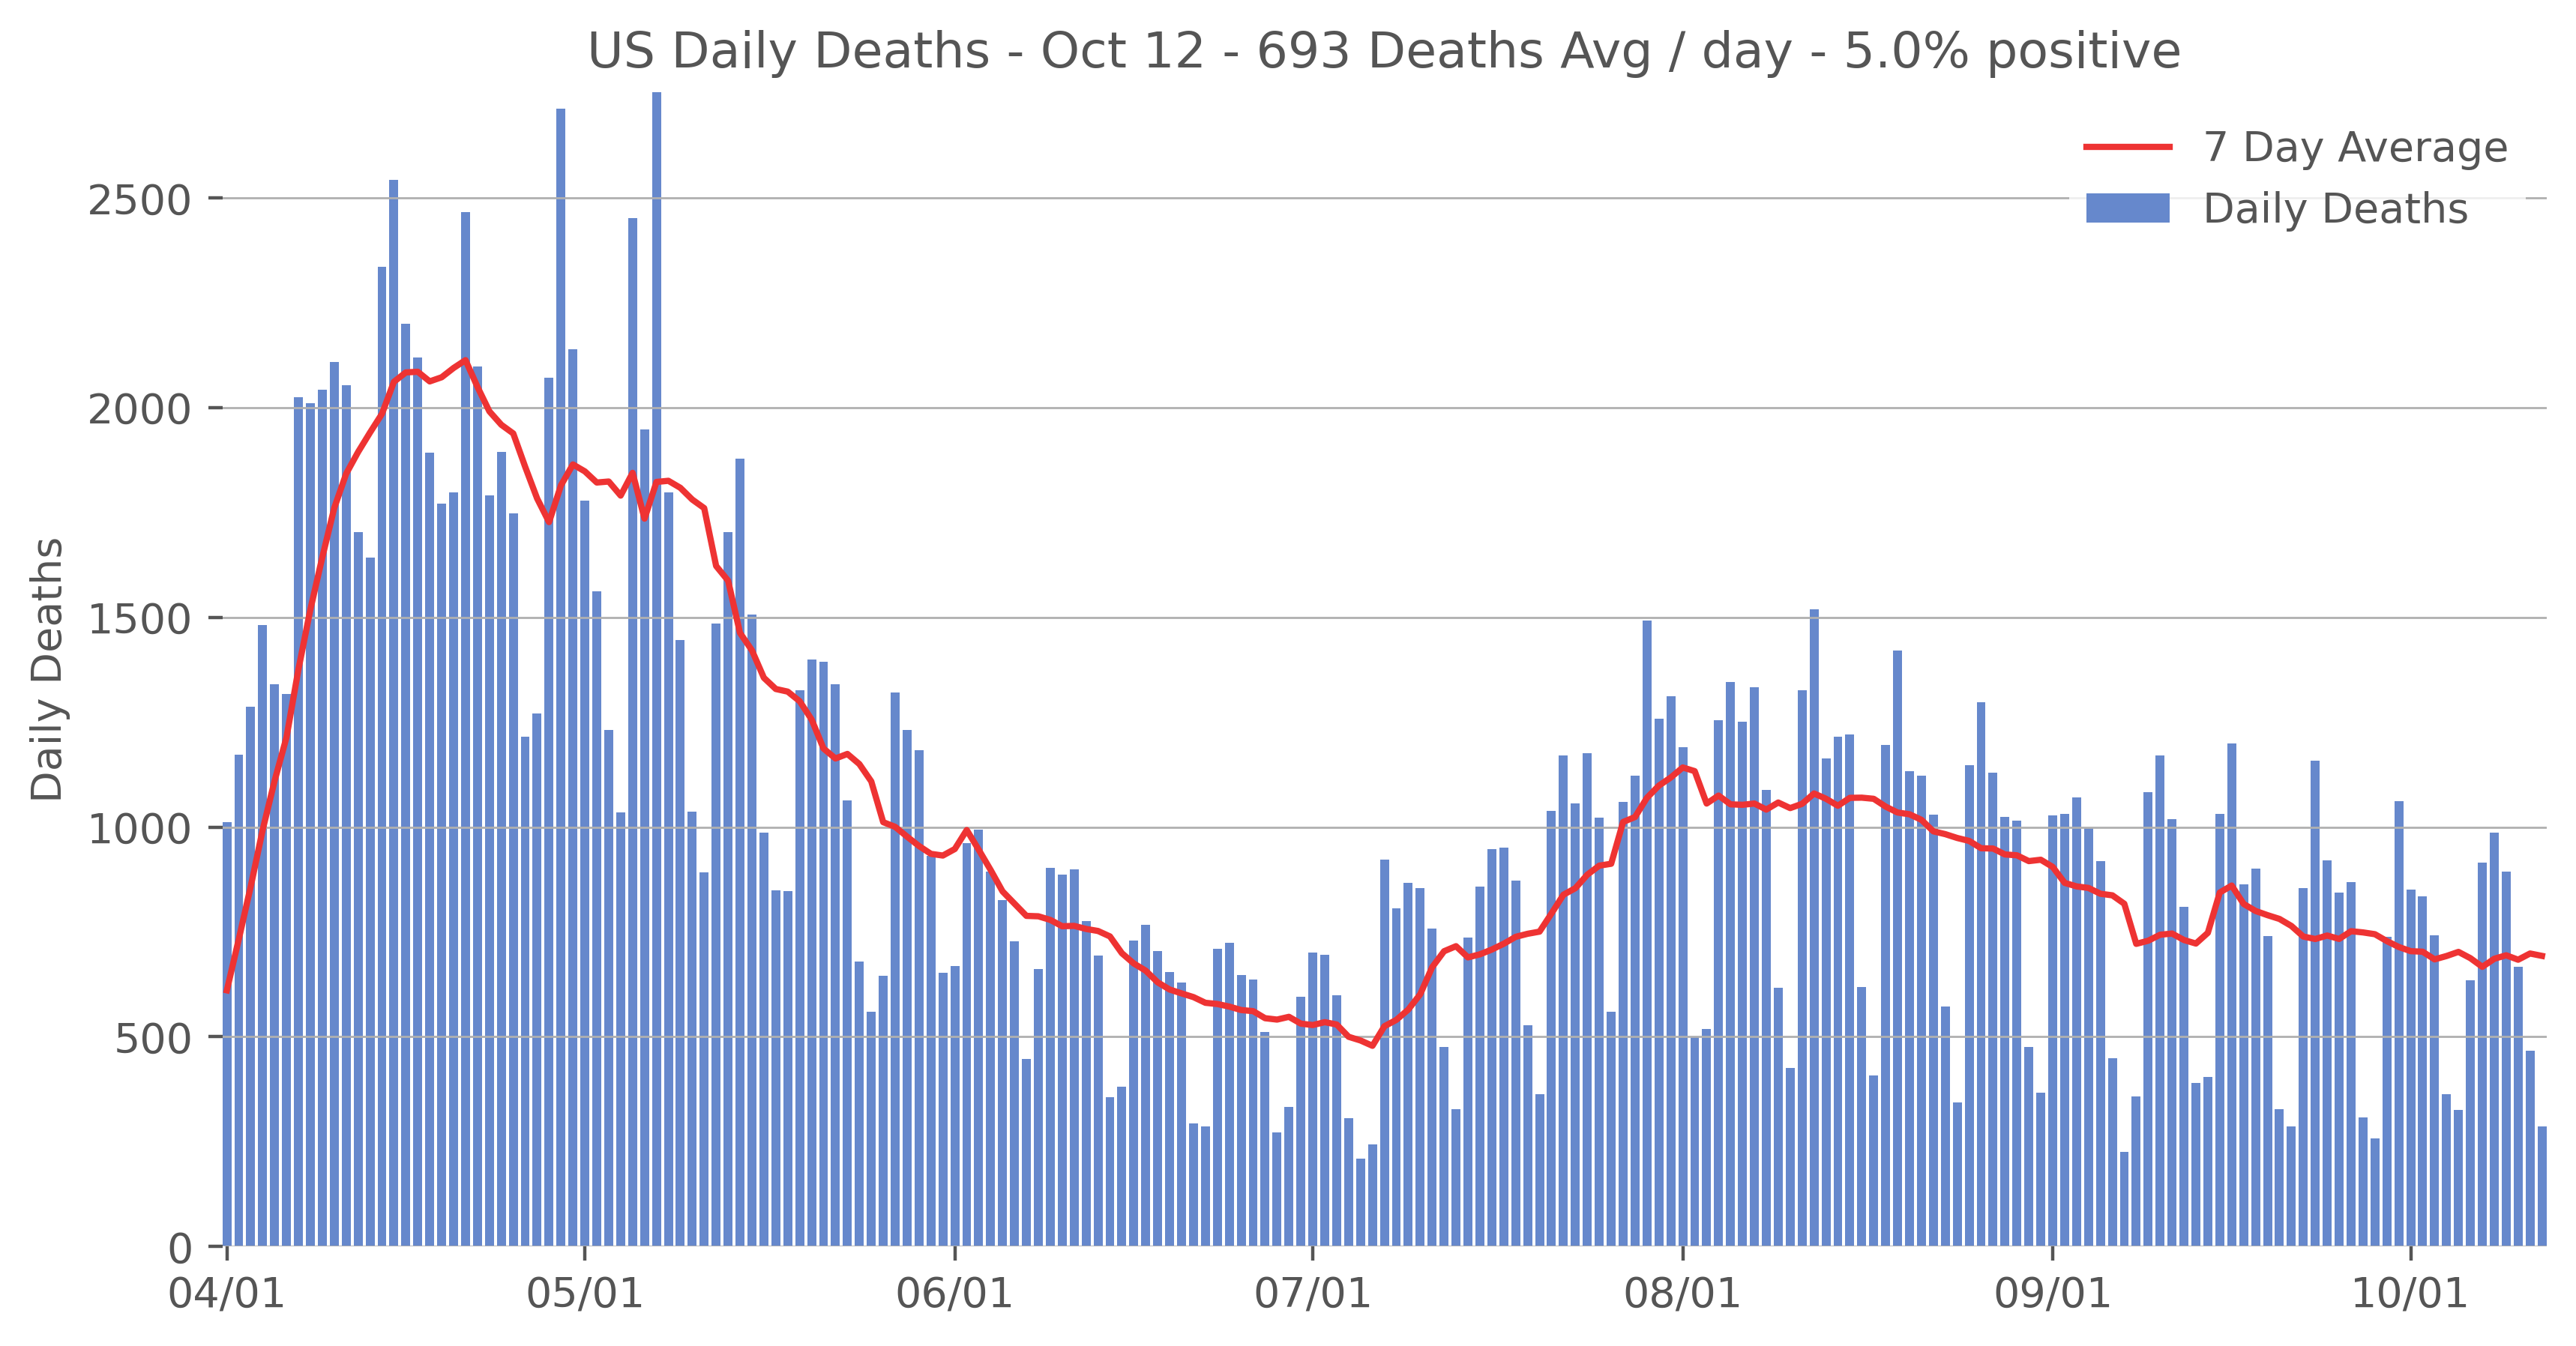 US Daily Deaths - Oct 12 - 693 Deaths Avg / day - 5.0% positive
7 Day Average
Daily Deaths
Daily Deaths
2500
2000
1500
1000
500
0
04/01 05/01 06/01 07/01 08/01 09/01 10/01